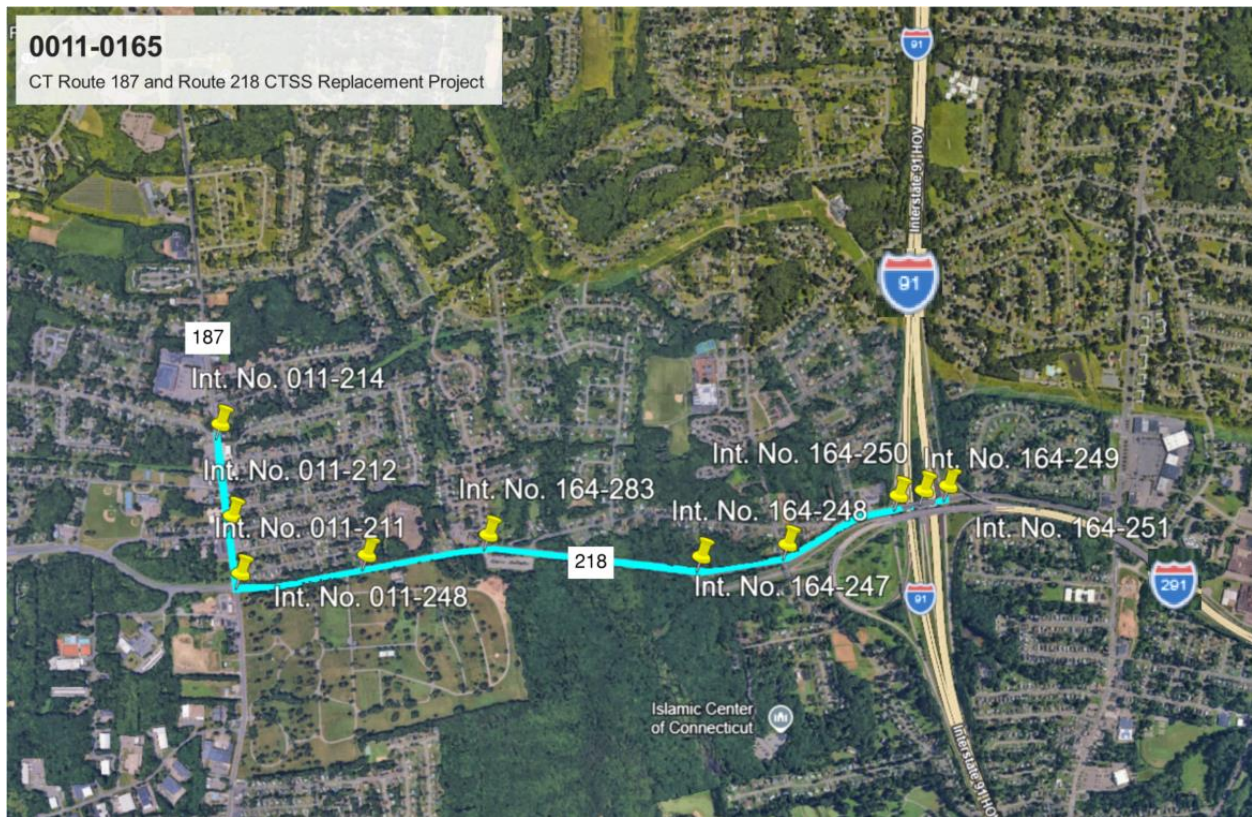 0011-0165
CT Route 187 and Route 218 CTSS Replacement Project
91
Interstate 91 HOV
91
187
Int. No. 011-214
Int. No. 164-250
Int. No. 164-249
Int. No. 011-212
Int. No. 164-283
Int. No. 164-248
Int. No. 011-211
Int. No. 164-251
218
Int. No. 164-247
291
Int. No. 011-248
91
Islamic Center
of Connecticut
Interstate 91 HOV